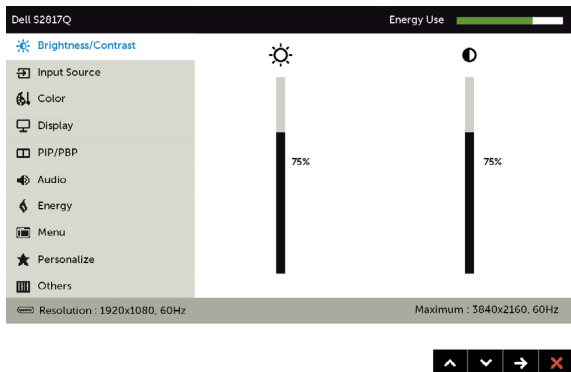 Dell S2817Q
Energy Use
Brightness/Contrast
Input Source
Color
Display
PIP/PBP
Audio
Energy
Menu
Personalize
Others
75%
75%
Resolution : 1920x1080, 60Hz
Maximum : 3840x2160, 60Hz